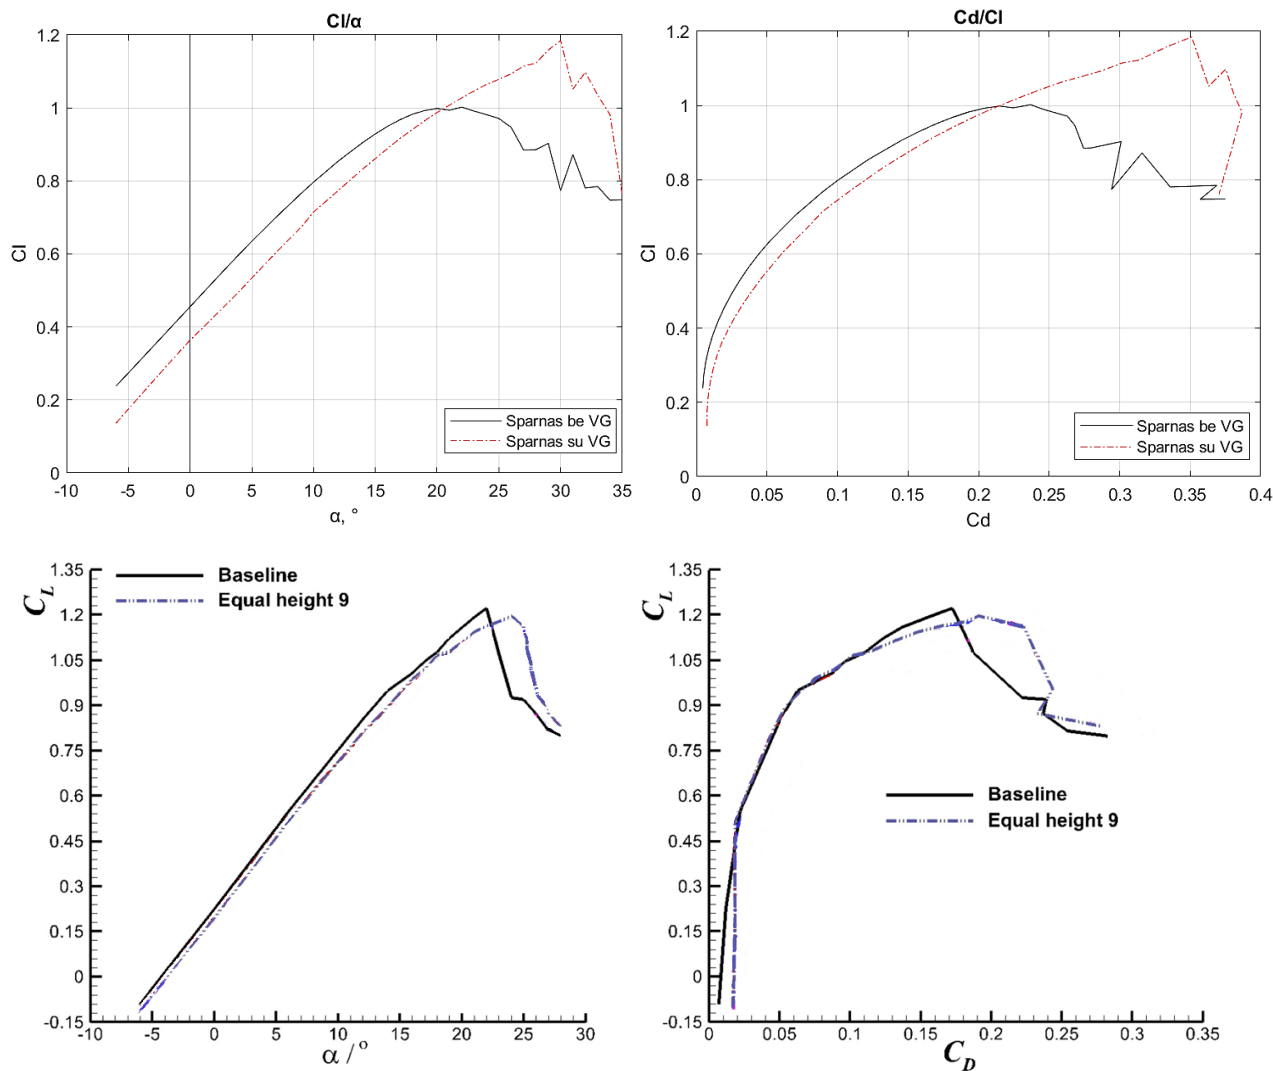 Cl/α
1.2
1
0.8
0.6
0.4
0.2
0
Cl
-10 -5 0 5 10 15 20 25 30 35
α, °
Sparnas be VG
Sparnas su VG
Cd/Cl
1.2
1
0.8
0.6
0.4
0.2
0
Cl
0 0.05 0.1 0.15 0.2 0.25 0.3 0.35 0.4
Cd
Sparnas be VG
Sparnas su VG
1.35
1.2
1.05
0.9
0.75
0.6
0.45
0.3
0.15
0
-0.15
C_L
Baseline
Equal height 9
-10 -5 0 5 10 15 20 25 30
α / °
1.35
1.2
1.05
0.9
0.75
0.6
0.45
0.3
0.15
0
-0.15
C_L
Baseline
Equal height 9
0 0.05 0.1 0.15 0.2 0.25 0.3 0.35
C_D